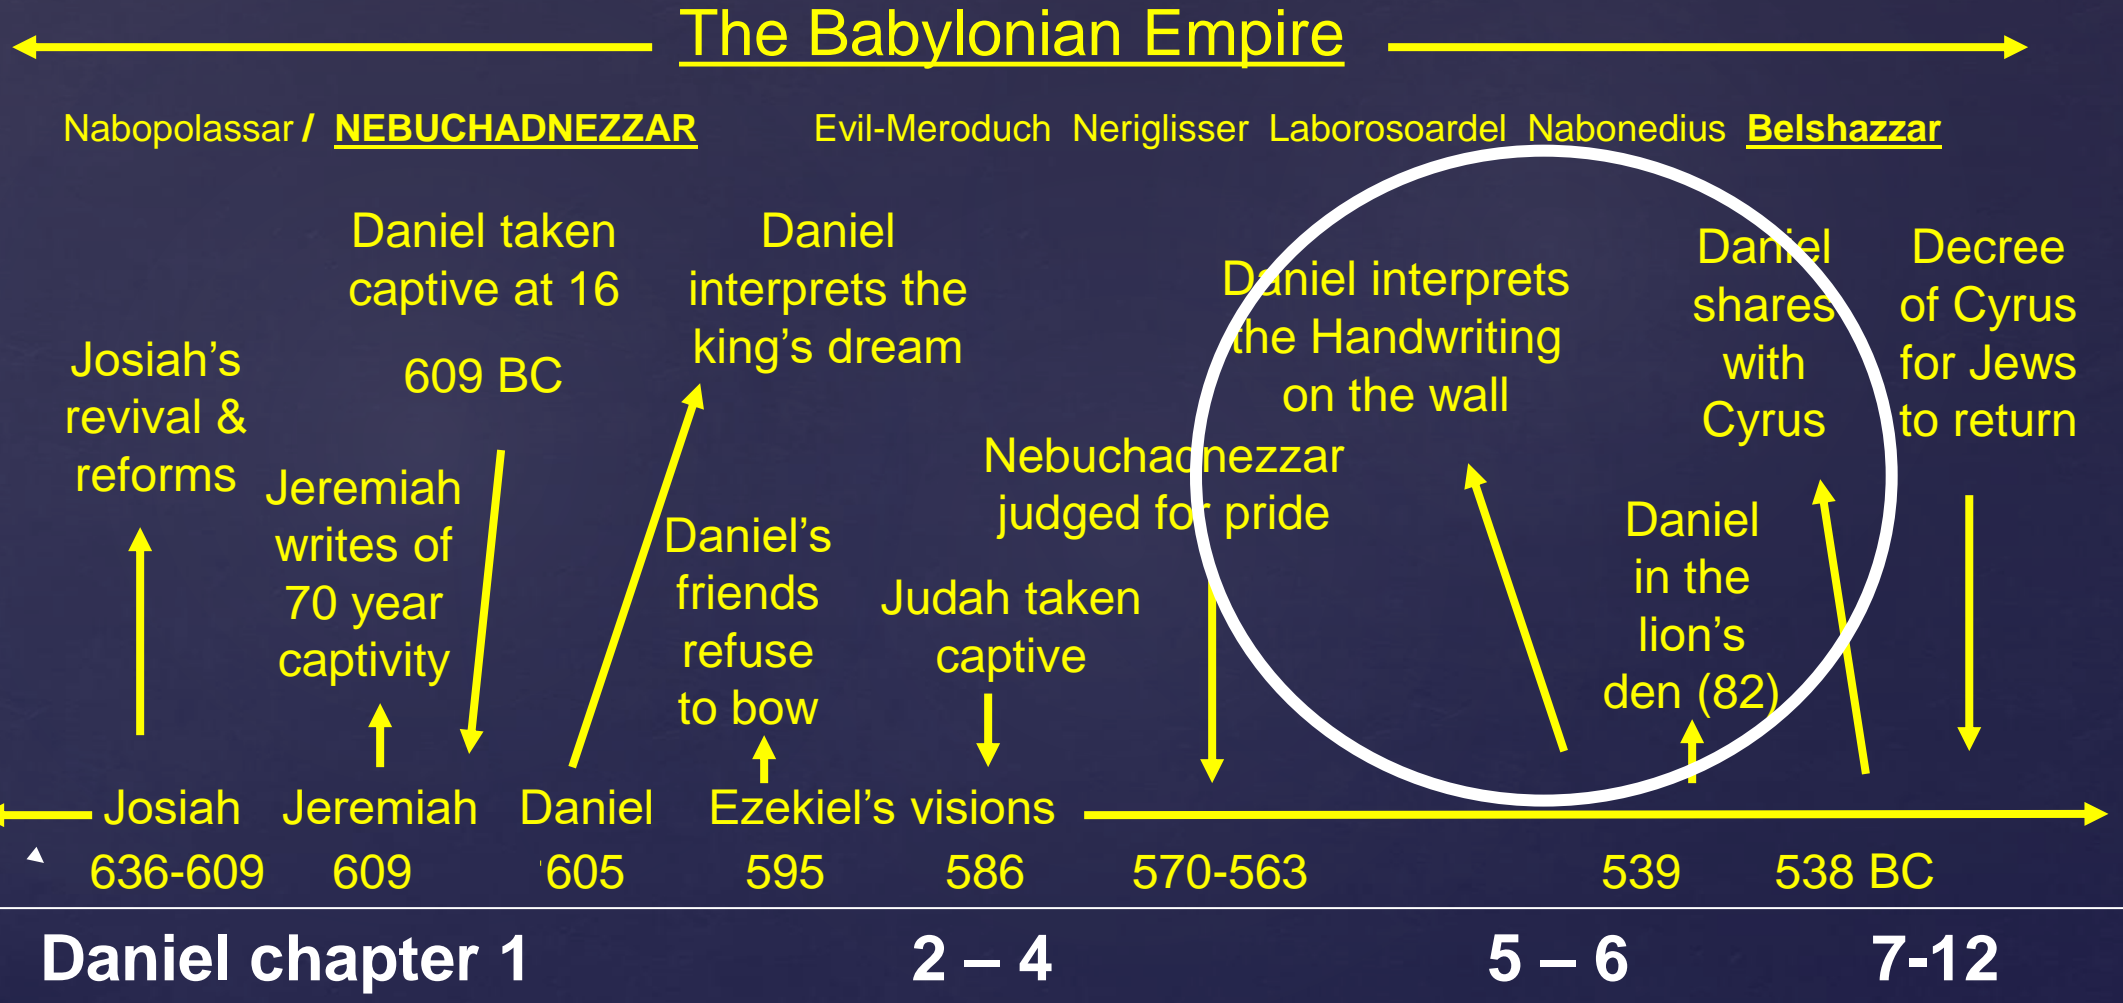 The Babylonian Empire
Nabopolassar / NEBUCHADNEZZAR Evil-Meroduch Neriglisser Laborosoardel Nabonedius Belshazzar
Josiah's
revival &
reforms
Jeremiah
writes of
70 year
captivity
Daniel taken
captive at 16
609 BC
Daniel
interprets the
king's dream
Daniel's
friends
refuse
to bow
Judah taken
captive
Nebuchadnezzar
judged for pride
Daniel interprets
the Handwriting
on the wall
Daniel
in the
lion's
den (82)
Daniel
shares
with
Cyrus
Decree
of Cyrus
for Jews
to return
Josiah Jeremiah Daniel Ezekiel's visions
636-609 609 605 595 586 570-563 539 538 BC
Daniel chapter 1 2 – 4 5 – 6 7-12